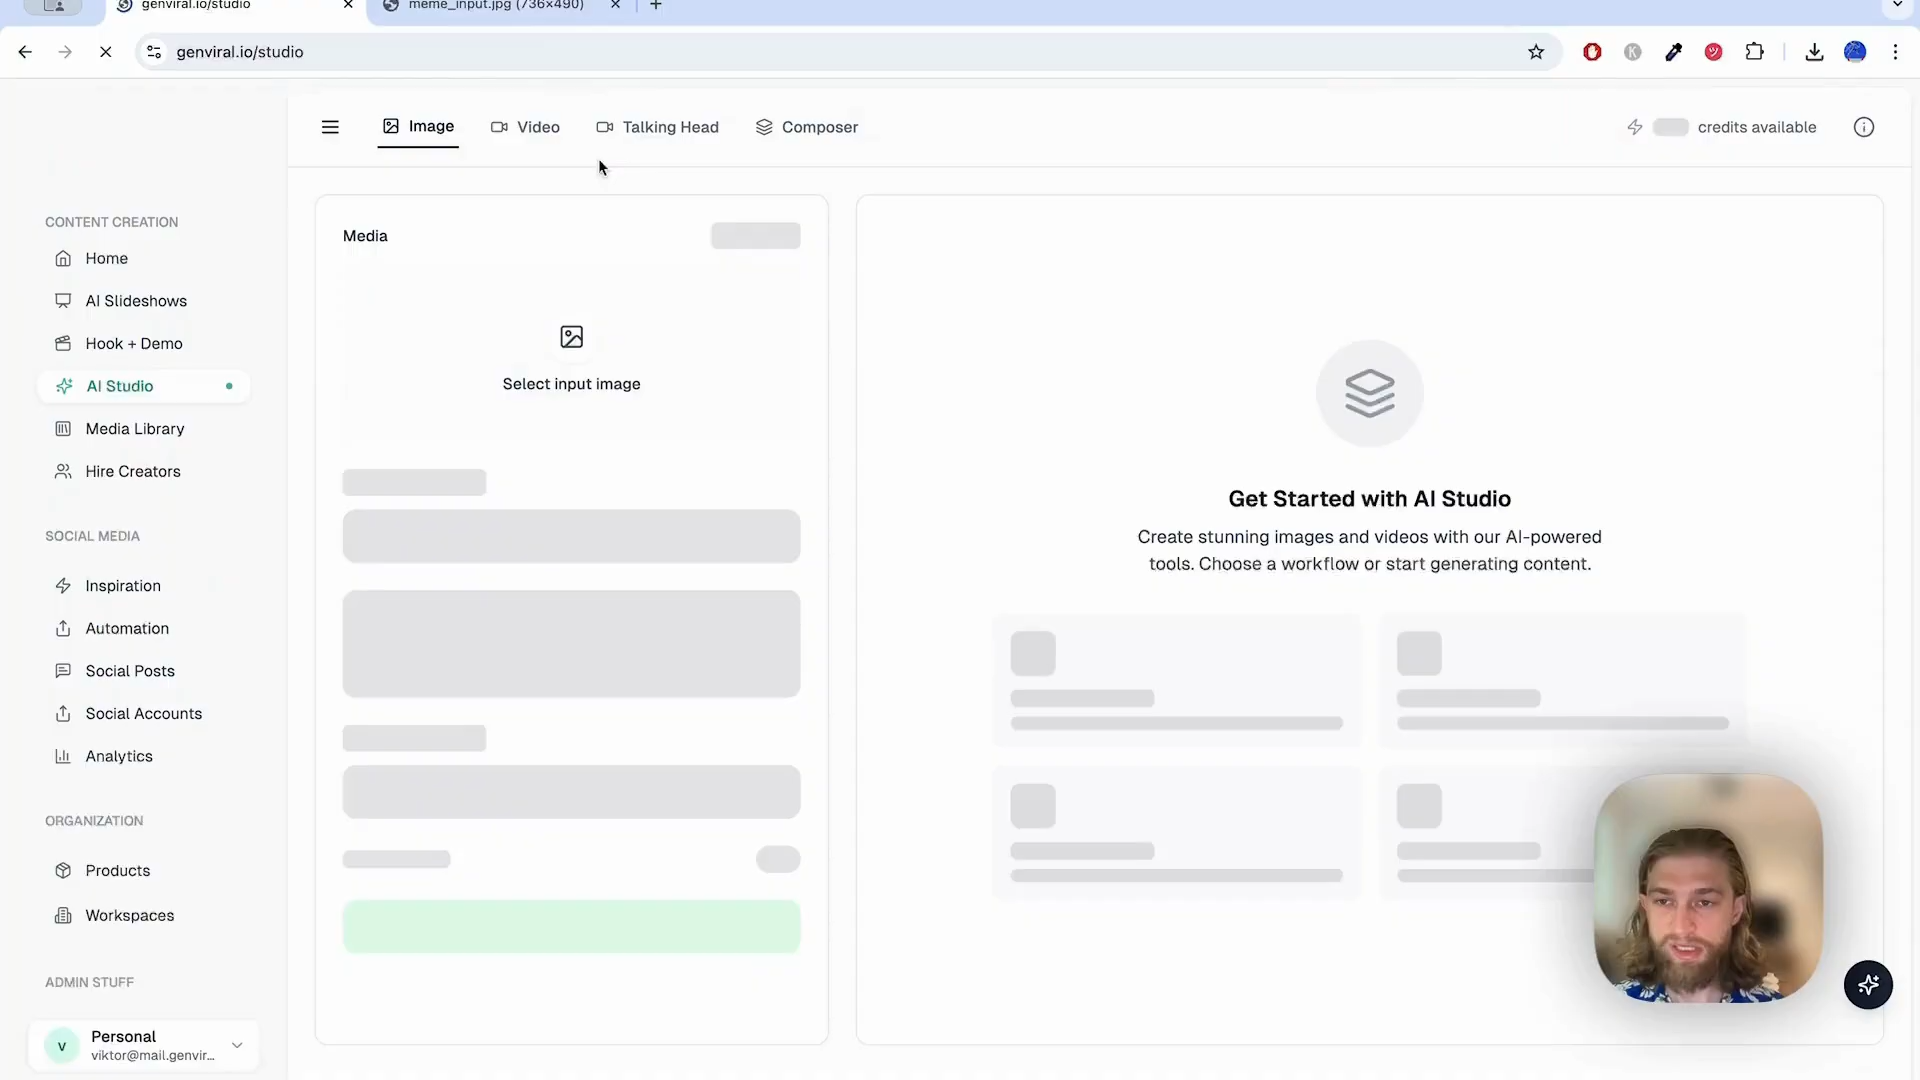 genviral.io/studio
meme_input.jpg (736×490)
genviral.io/studio
Image
Video
Talking Head
Composer
credits available
CONTENT CREATION
Home
AI Slideshows
Hook + Demo
AI Studio
Media Library
Hire Creators
SOCIAL MEDIA
Inspiration
Automation
Social Posts
Social Accounts
Analytics
ORGANIZATION
Products
Workspaces
ADMIN STUFF
V
Personal
viktor@mail.genvir...
Media
Select input image
Get Started with AI Studio
Create stunning images and videos with our AI-powered
tools. Choose a workflow or start generating content.